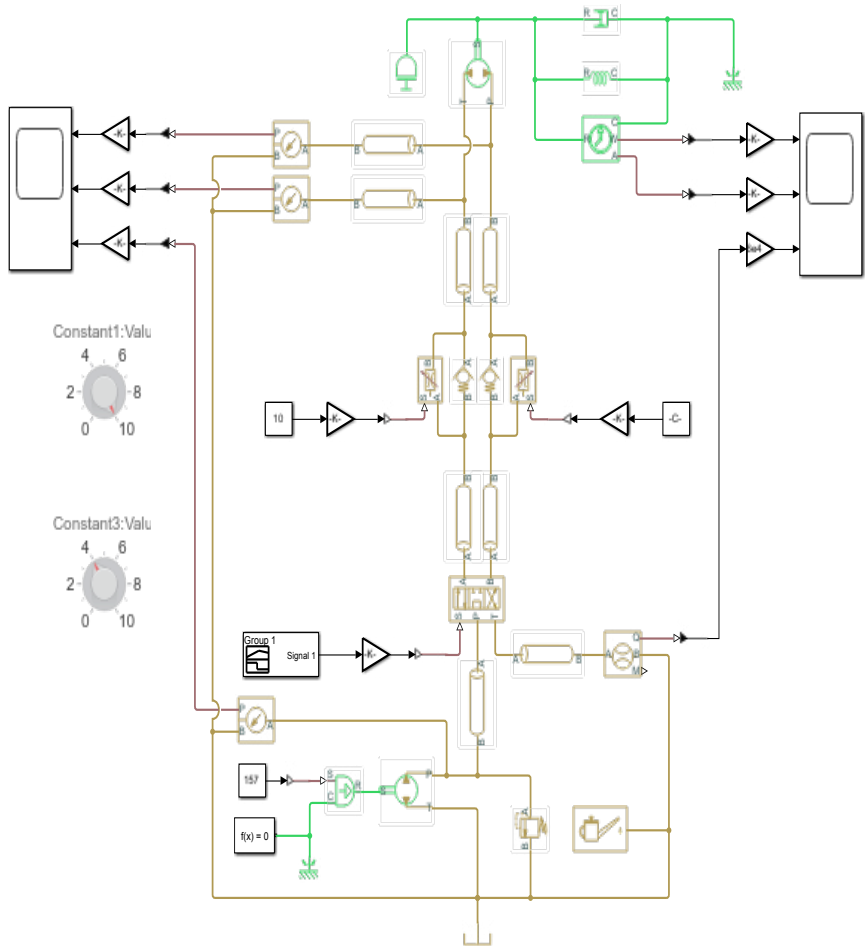 R C
S
T P
R C
-K- P
B A B A
C
R W -K-
A
-K- P
B A B A
-K-
-K-
B B
6e4
-K-
A A
Constant1:Valu
4 6
2 8
0 10
B A A B
S A B B A S
10 -K- -K- -C-
B B
A A
Constant3:Valu
4 6
2 8
0 10
A B
S P T
Group 1
Signal 1
-K-
A B A Q
B
M
A
B
P
B A
157 S
C R S P
T
f(x) = 0
A
B